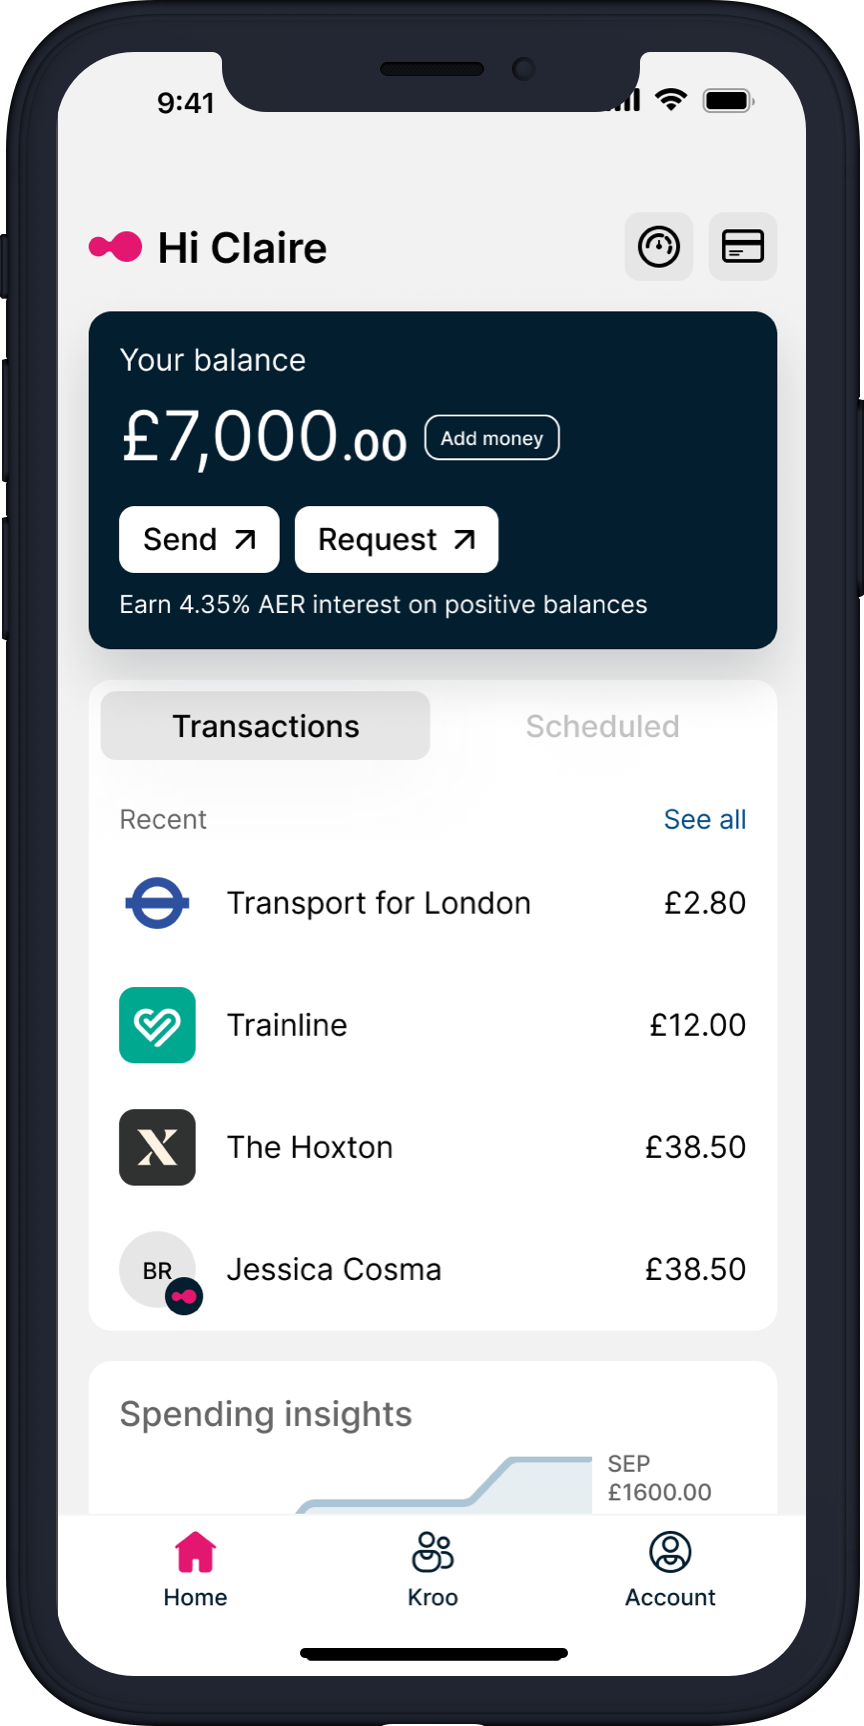 9:41
Hi Claire
Your balance
£7,000.00
Add money
Send
Request
Earn 4.35% AER interest on positive balances
Transactions
Scheduled
Recent
See all
Transport for London
£2.80
Trainline
£12.00
The Hoxton
£38.50
BR
Jessica Cosma
£38.50
Spending insights
SEP
£1600.00
Home
Kroo
Account